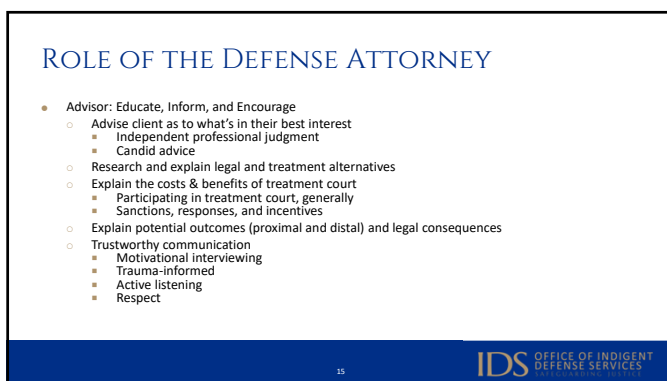 ROLE OF THE DEFENSE ATTORNEY
● Advisor: Educate, Inform, and Encourage
○ Advise client as to what's in their best interest
▪ Independent professional judgment
▪ Candid advice
○ Research and explain legal and treatment alternatives
○ Explain the costs & benefits of treatment court
▪ Participating in treatment court, generally
▪ Sanctions, responses, and incentives
○ Explain potential outcomes (proximal and distal) and legal consequences
○ Trustworthy communication
▪ Motivational interviewing
▪ Trauma-informed
▪ Active listening
▪ Respect
15
IDS OFFICE OF INDIGENT
DEFENSE SERVICES
SAFEGUARDING JUSTICE